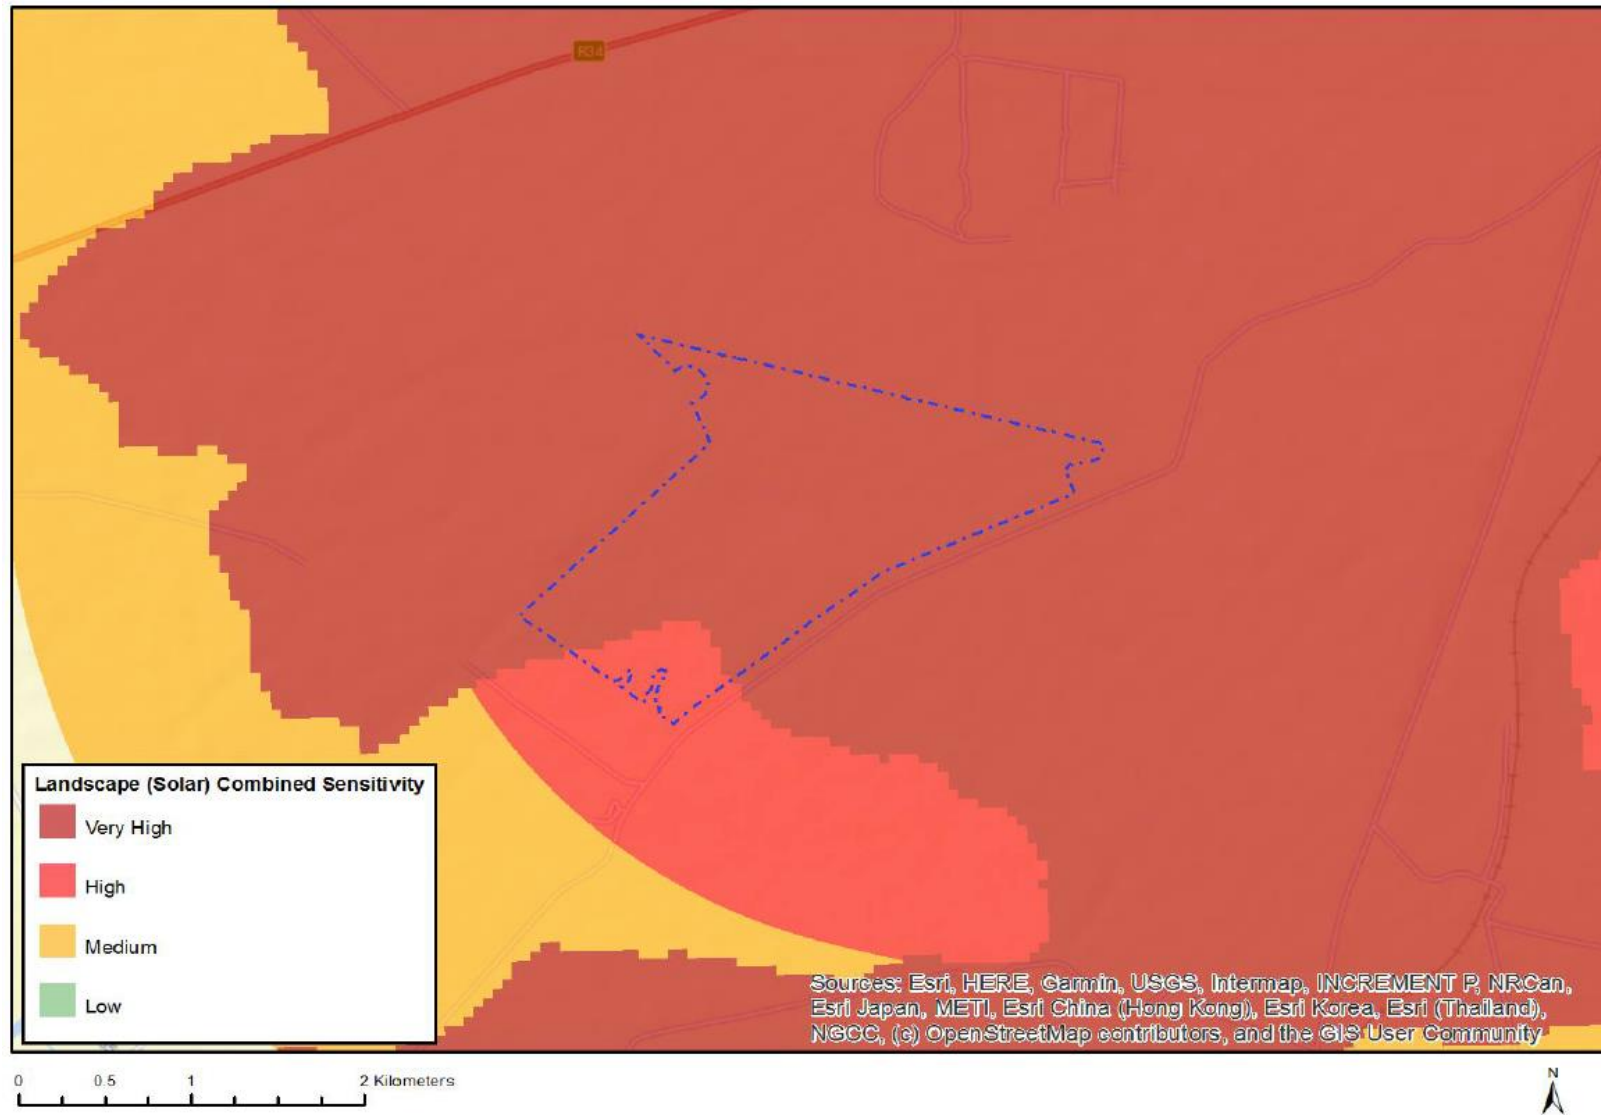 R34
Landscape (Solar) Combined Sensitivity
Very High
High
Medium
Low
Sources: Esri, HERE, Garmin, USGS, Intermap, INCREMENT P, NRCan,
Esri Japan, METI, Esri China (Hong Kong), Esri Korea, Esri (Thailand),
NGCC, (c) OpenStreetMap contributors, and the GIS User Community
0 0.5 1 2 Kilometers
N